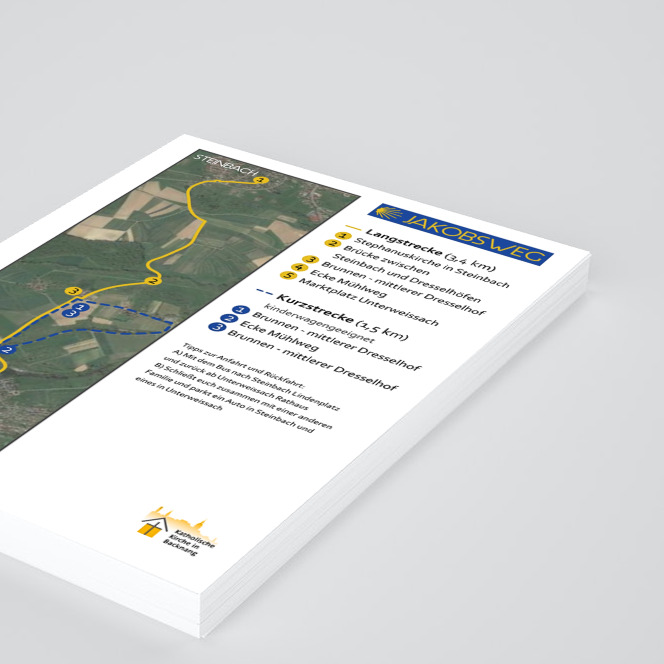 STEINBACH
1
2
3
1
3
2
JAKOBSWEG
Langstrecke (3,4 km)
1 Stephanuskirche in Steinbach
2 Brücke zwischen
Steinbach und Dresselhöfen
3 Brunnen - mittlerer Dresselhof
4 Ecke Mühlweg
5 Marktplatz Unterweissach
Kurzstrecke (1,5 km)
kinderwagengeeignet
1 Brunnen - mittlerer Dresselhof
2 Ecke Mühlweg
3 Brunnen - mittlerer Dresselhof
Tipps zur Anfahrt und Rückfahrt:
A) Mit dem Bus nach Steinbach Lindenplatz
und zurück ab Unterweissach Rathaus
B) Schließt euch zusammen mit einer anderen
Familie und parkt ein Auto in Steinbach und
eines in Unterweissach
Katholische
Kirche in
Backnang